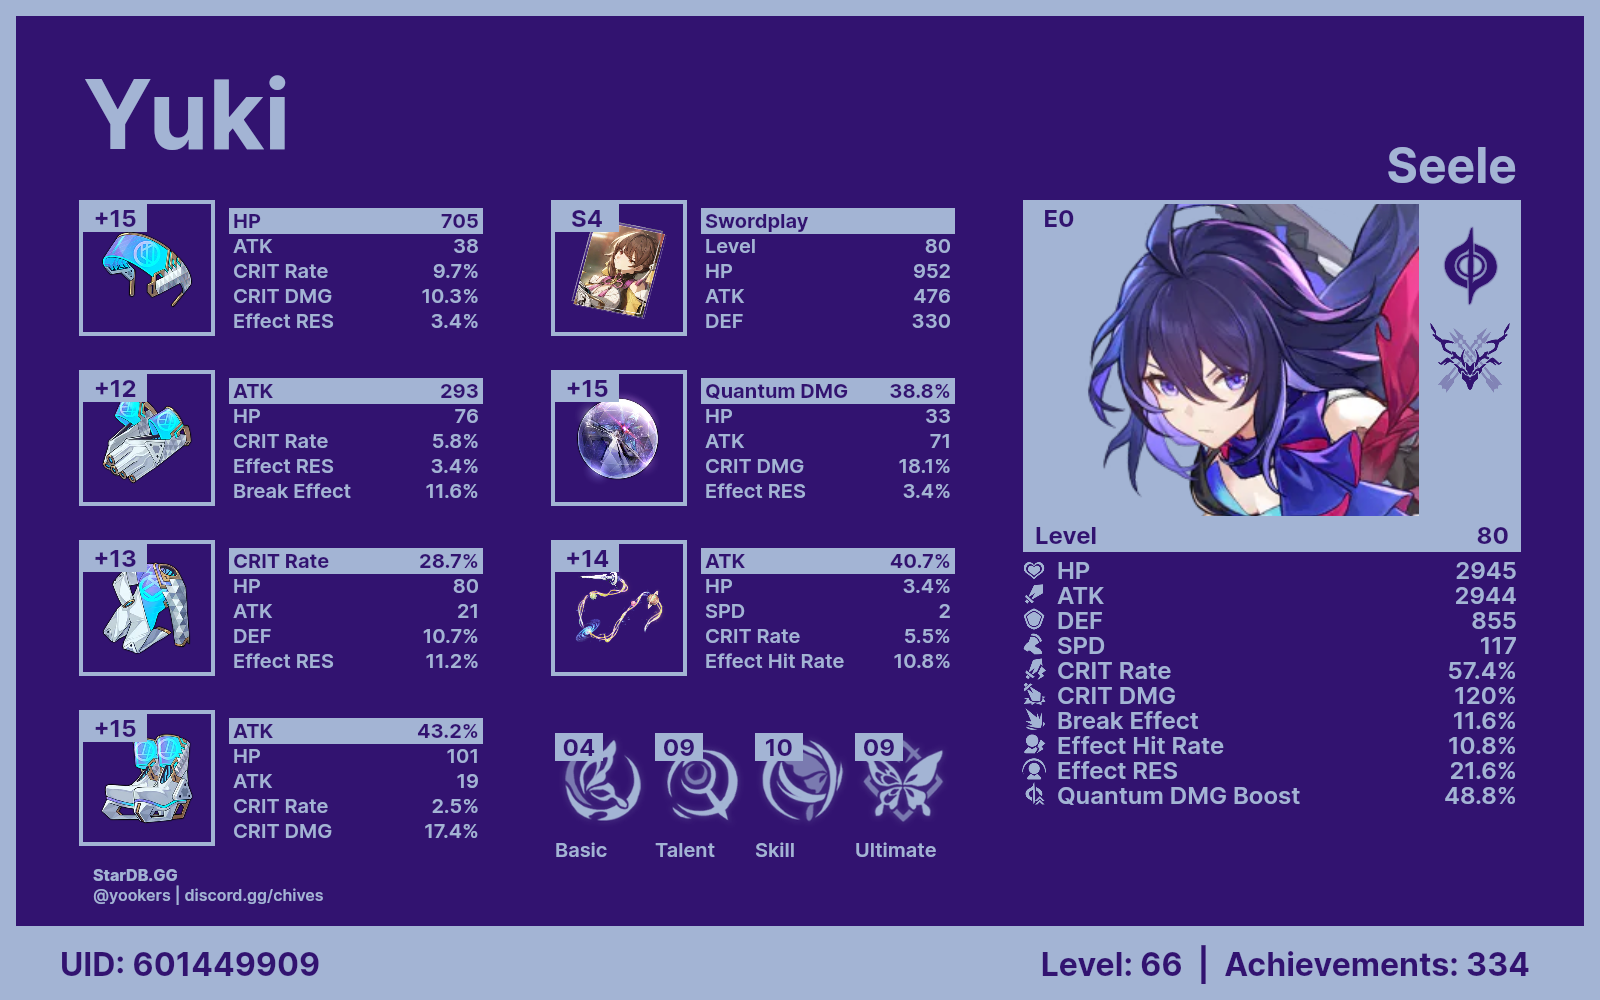 Yuki
Seele
+15
HP 705
ATK 38
CRIT Rate 9.7%
CRIT DMG 10.3%
Effect RES 3.4%
+12
ATK 293
HP 76
CRIT Rate 5.8%
Effect RES 3.4%
Break Effect 11.6%
+13
CRIT Rate 28.7%
HP 80
ATK 21
DEF 10.7%
Effect RES 11.2%
+15
ATK 43.2%
HP 101
ATK 19
CRIT Rate 2.5%
CRIT DMG 17.4%
StarDB.GG
@yookers | discord.gg/chives
S4
Swordplay
Level 80
HP 952
ATK 476
DEF 330
+15
Quantum DMG 38.8%
HP 33
ATK 71
CRIT DMG 18.1%
Effect RES 3.4%
+14
ATK 40.7%
HP 3.4%
SPD 2
CRIT Rate 5.5%
Effect Hit Rate 10.8%
04 09 10 09
Basic Talent Skill Ultimate
E0
Level 80
HP 2945
ATK 2944
DEF 855
SPD 117
CRIT Rate 57.4%
CRIT DMG 120%
Break Effect 11.6%
Effect Hit Rate 10.8%
Effect RES 21.6%
Quantum DMG Boost 48.8%
UID: 601449909
Level: 66 | Achievements: 334